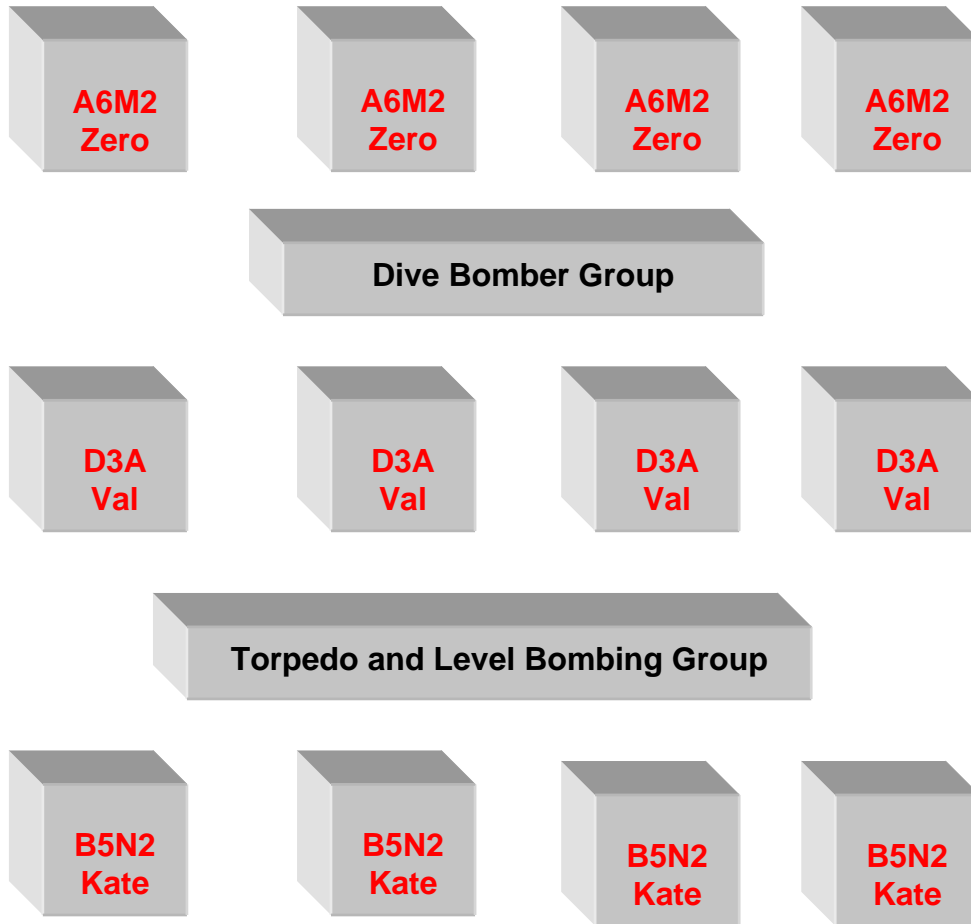 A6M2
Zero
A6M2
Zero
A6M2
Zero
A6M2
Zero
Dive Bomber Group
D3A
Val
D3A
Val
D3A
Val
D3A
Val
Torpedo and Level Bombing Group
B5N2
Kate
B5N2
Kate
B5N2
Kate
B5N2
Kate